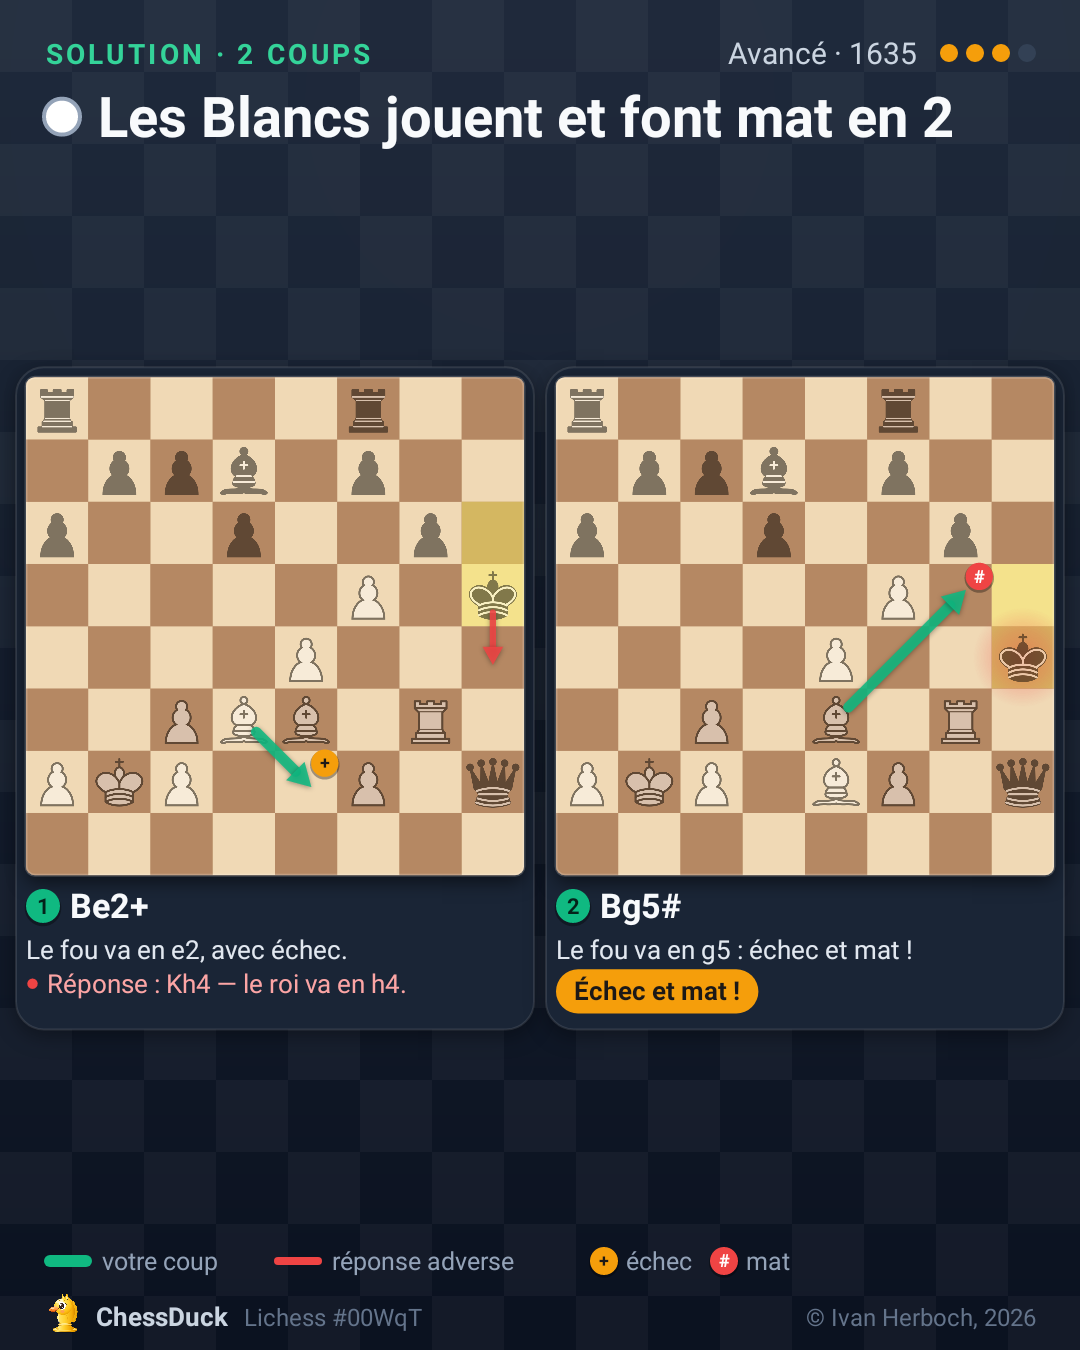 SOLUTION · 2 COUPS
Avancé · 1635
Les Blancs jouent et font mat en 2
+
#
1 Be2+
Le fou va en e2, avec échec.
• Réponse : Kh4 — le roi va en h4.
2 Bg5#
Le fou va en g5 : échec et mat !
Échec et mat !
votre coup
réponse adverse
+ échec
# mat
ChessDuck Lichess #00WqT
© Ivan Herboch, 2026